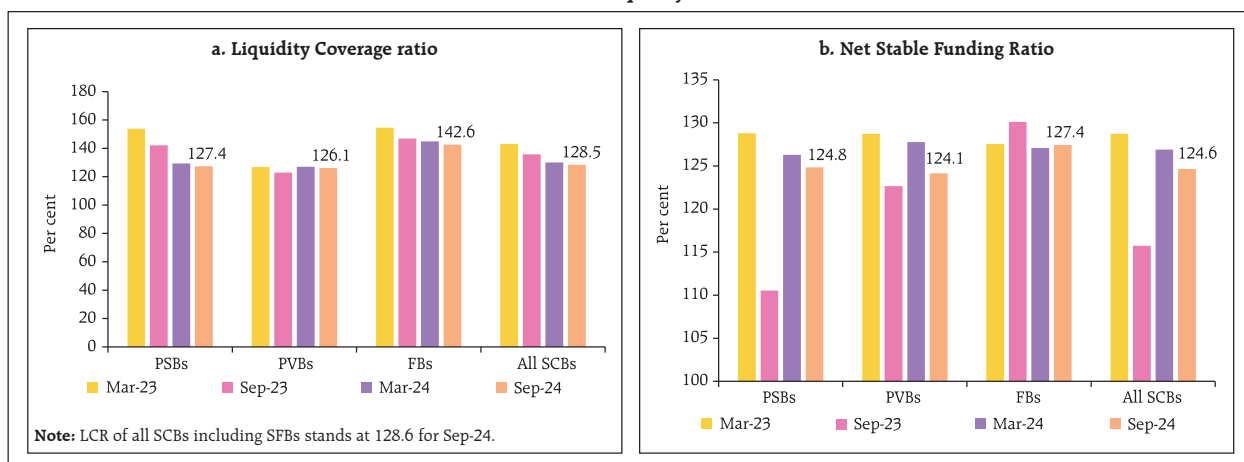 a. Liquidity Coverage ratio
180
160
140
120
100
80
60
40
20
0
Per cent
127.4
126.1
142.6
128.5
PSBs
PVBs
FBs
All SCBs
Mar-23
Sep-23
Mar-24
Sep-24
Note: LCR of all SCBs including SFBs stands at 128.6 for Sep-24.
b. Net Stable Funding Ratio
135
130
125
120
115
110
105
100
Per cent
124.8
124.1
127.4
124.6
PSBs
PVBs
FBs
All SCBs
Mar-23
Sep-23
Mar-24
Sep-24